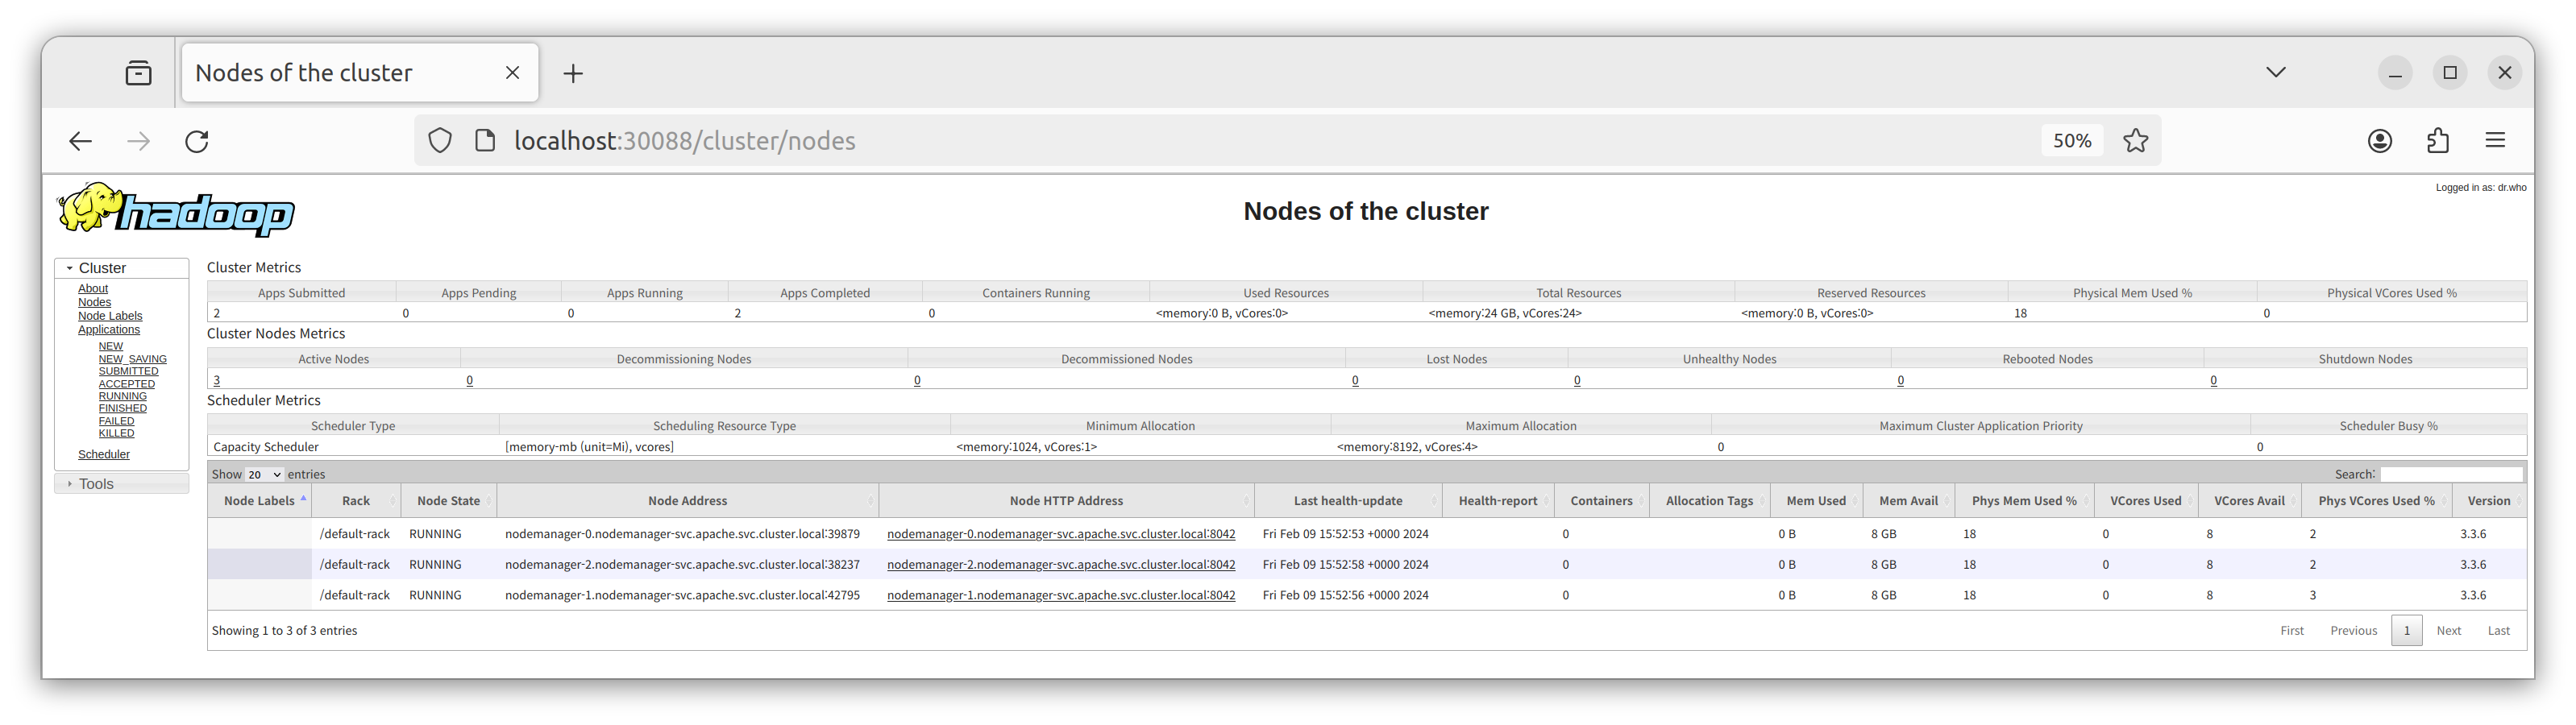 Nodes of the cluster
localhost:30088/cluster/nodes 50%
hadoop
Nodes of the cluster
Logged in as: dr.who
Cluster
About
Nodes
Node Labels
Applications
NEW
NEW_SAVING
SUBMITTED
ACCEPTED
RUNNING
FINISHED
FAILED
KILLED
Scheduler
Tools
Cluster Metrics
Apps Submitted Apps Pending Apps Running Apps Completed Containers Running Used Resources Total Resources Reserved Resources Physical Mem Used % Physical VCores Used %
2 0 0 2 0 <memory:0 B, vCores:0> <memory:24 GB, vCores:24> <memory:0 B, vCores:0> 18 0
Cluster Nodes Metrics
Active Nodes Decommissioning Nodes Decommissioned Nodes Lost Nodes Unhealthy Nodes Rebooted Nodes Shutdown Nodes
3 0 0 0 0 0 0
Scheduler Metrics
Scheduler Type Scheduling Resource Type Minimum Allocation Maximum Allocation Maximum Cluster Application Priority Scheduler Busy %
Capacity Scheduler [memory-mb (unit=Mi), vcores] <memory:1024, vCores:1> <memory:8192, vCores:4> 0 0
Show 20 entries Search:
Node Labels Rack Node State Node Address Node HTTP Address Last health-update Health-report Containers Allocation Tags Mem Used Mem Avail Phys Mem Used % VCores Used VCores Avail Phys VCores Used % Version
/default-rack RUNNING nodemanager-0.nodemanager-svc.apache.svc.cluster.local:39879 nodemanager-0.nodemanager-svc.apache.svc.cluster.local:8042 Fri Feb 09 15:52:53 +0000 2024 0 0 B 8 GB 18 0 8 2 3.3.6
/default-rack RUNNING nodemanager-2.nodemanager-svc.apache.svc.cluster.local:38237 nodemanager-2.nodemanager-svc.apache.svc.cluster.local:8042 Fri Feb 09 15:52:58 +0000 2024 0 0 B 8 GB 18 0 8 2 3.3.6
/default-rack RUNNING nodemanager-1.nodemanager-svc.apache.svc.cluster.local:42795 nodemanager-1.nodemanager-svc.apache.svc.cluster.local:8042 Fri Feb 09 15:52:56 +0000 2024 0 0 B 8 GB 18 0 8 3 3.3.6
Showing 1 to 3 of 3 entries First Previous 1 Next Last